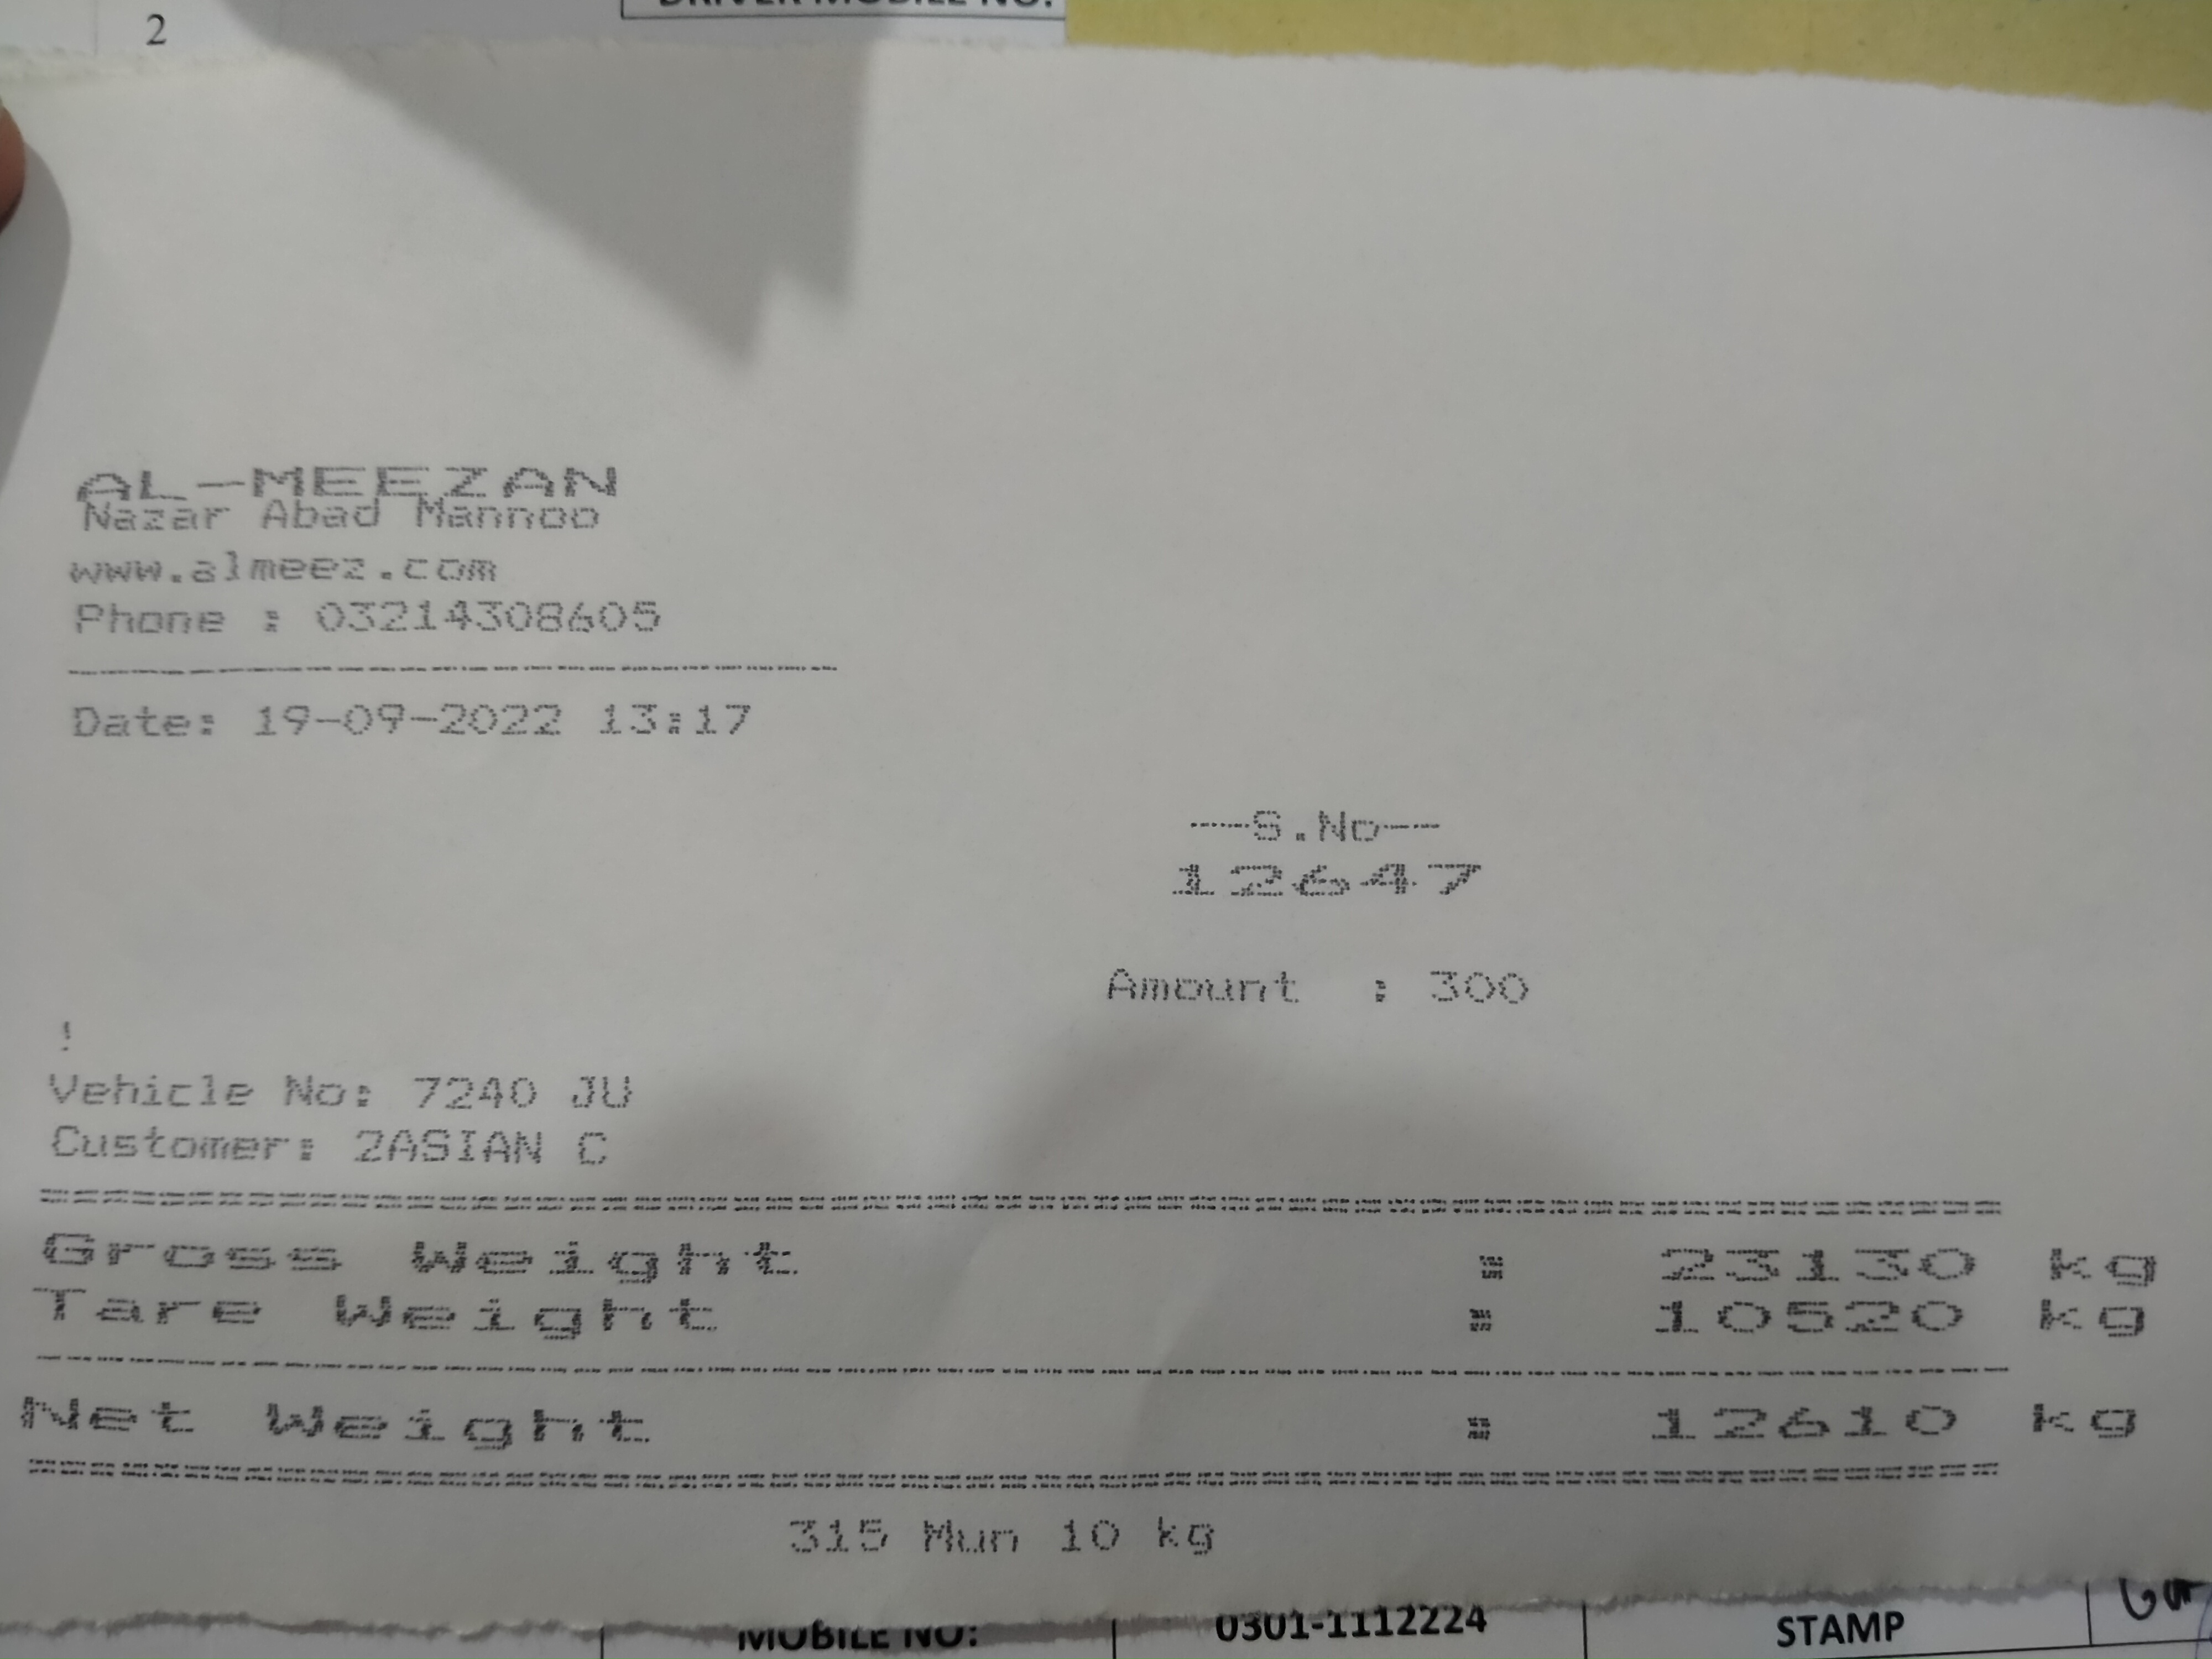 DRIVER MOBILE NO:
2
AL-MEEZAN
Nazar Abad Mannoo
www.almeez.com
Phone : 03214308605
Date: 19-09-2022 13:17
--S.No--
12647
Amount : 300
!
Vehicle No: 7240 JU
Customer: 2ASIAN C
Gross Weight : 23130 kg
Tare Weight : 10520 kg
Net Weight : 12610 kg
315 Mun 10 kg
MOBILE NO: 0301-1112224 STAMP